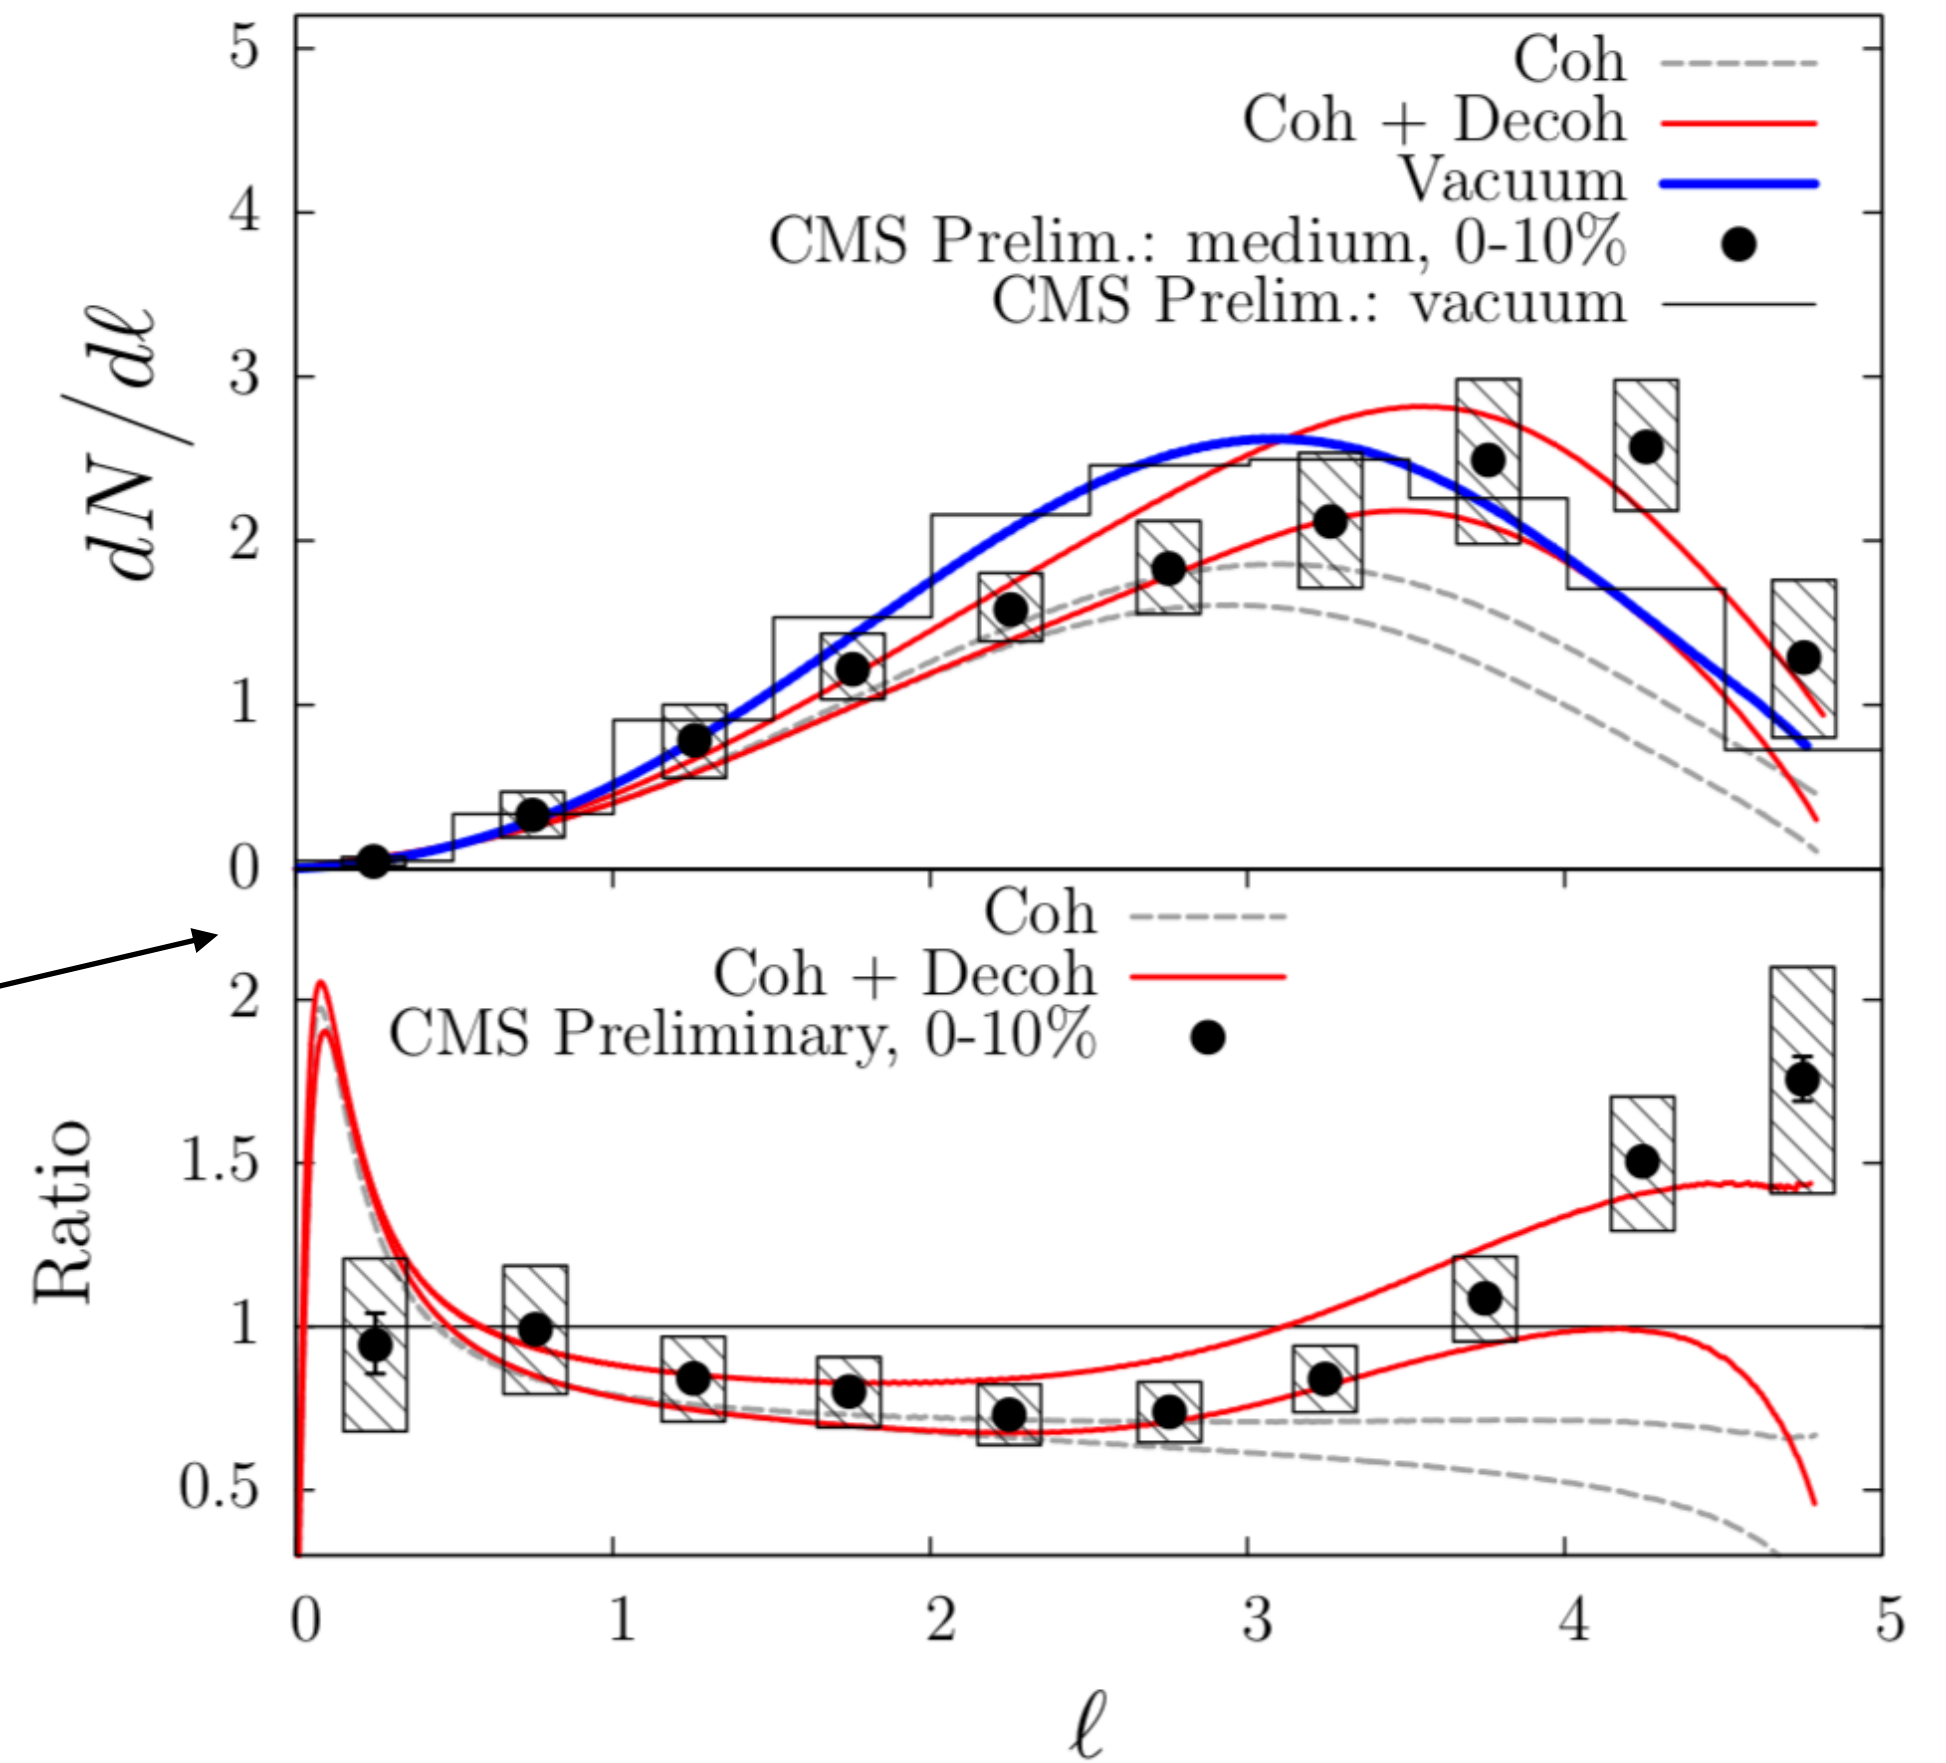 5
4
3
2
1
0
dN/dℓ
Coh
Coh + Decoh
Vacuum
CMS Prelim.: medium, 0-10%
CMS Prelim.: vacuum
Coh
Coh + Decoh
CMS Preliminary, 0-10%
2
1.5
1
0.5
Ratio
0 1 2 3 4 5
ℓ